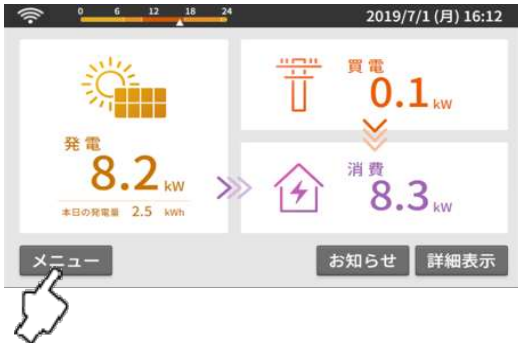 0 6 12 18 24
2019/7/1 (月) 16:12
発電
8.2 kW
本日の発電量 2.5 kWh
買電
0.1 kW
消費
8.3 kW
メニュー
お知らせ
詳細表示